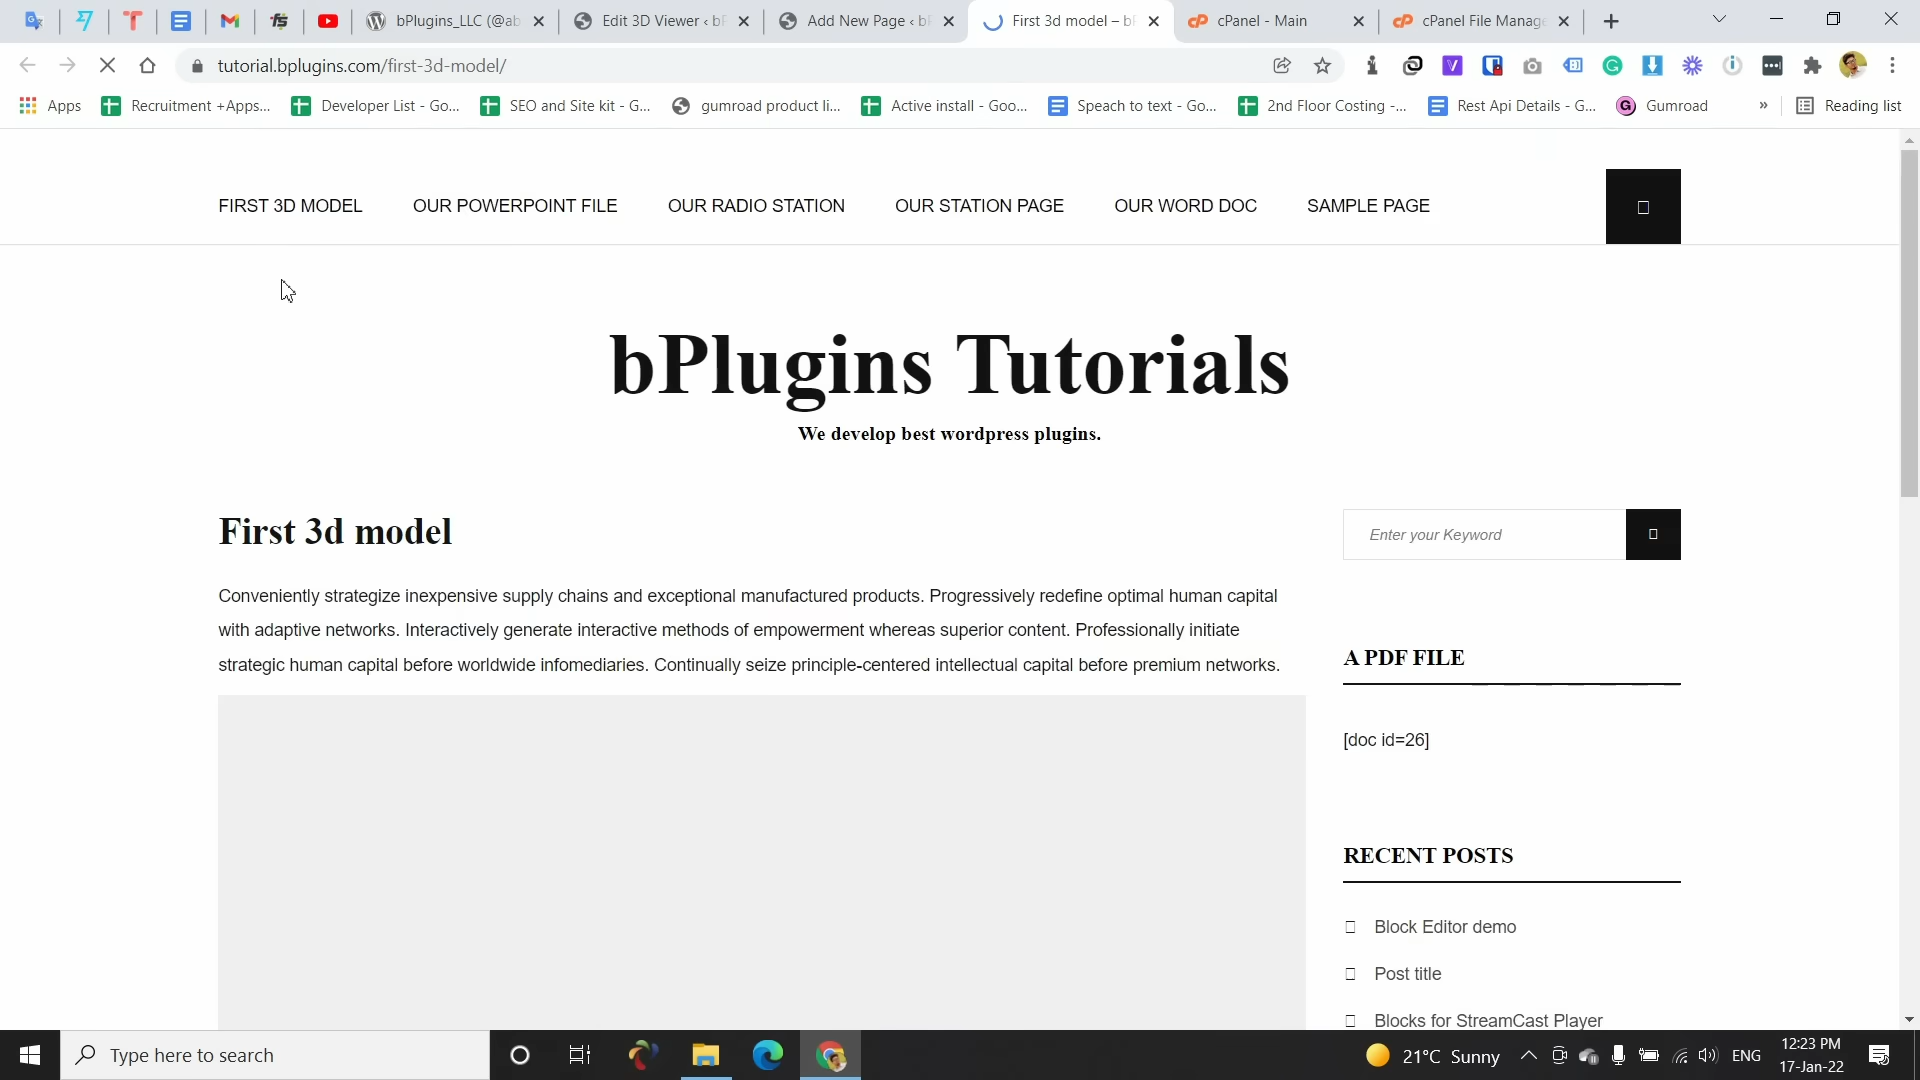 bPlugins_LLC (@ab
Edit 3D Viewer ‹ bP
Add New Page ‹ bP
First 3d model – bP
cPanel - Main
cPanel File Manage
tutorial.bplugins.com/first-3d-model/
Apps
Recruitment +Apps...
Developer List - Go...
SEO and Site kit - G...
gumroad product li...
Active install - Goo...
Speach to text - Go...
2nd Floor Costing -...
Rest Api Details - G...
Gumroad
»
Reading list
FIRST 3D MODEL
OUR POWERPOINT FILE
OUR RADIO STATION
OUR STATION PAGE
OUR WORD DOC
SAMPLE PAGE
bPlugins Tutorials
We develop best wordpress plugins.
First 3d model
Conveniently strategize inexpensive supply chains and exceptional manufactured products. Progressively redefine optimal human capital
with adaptive networks. Interactively generate interactive methods of empowerment whereas superior content. Professionally initiate
strategic human capital before worldwide infomediaries. Continually seize principle-centered intellectual capital before premium networks.
Enter your Keyword
A PDF FILE
[doc id=26]
RECENT POSTS
Block Editor demo
Post title
Blocks for StreamCast Player
Type here to search
21°C Sunny
ENG
12:23 PM
17-Jan-22